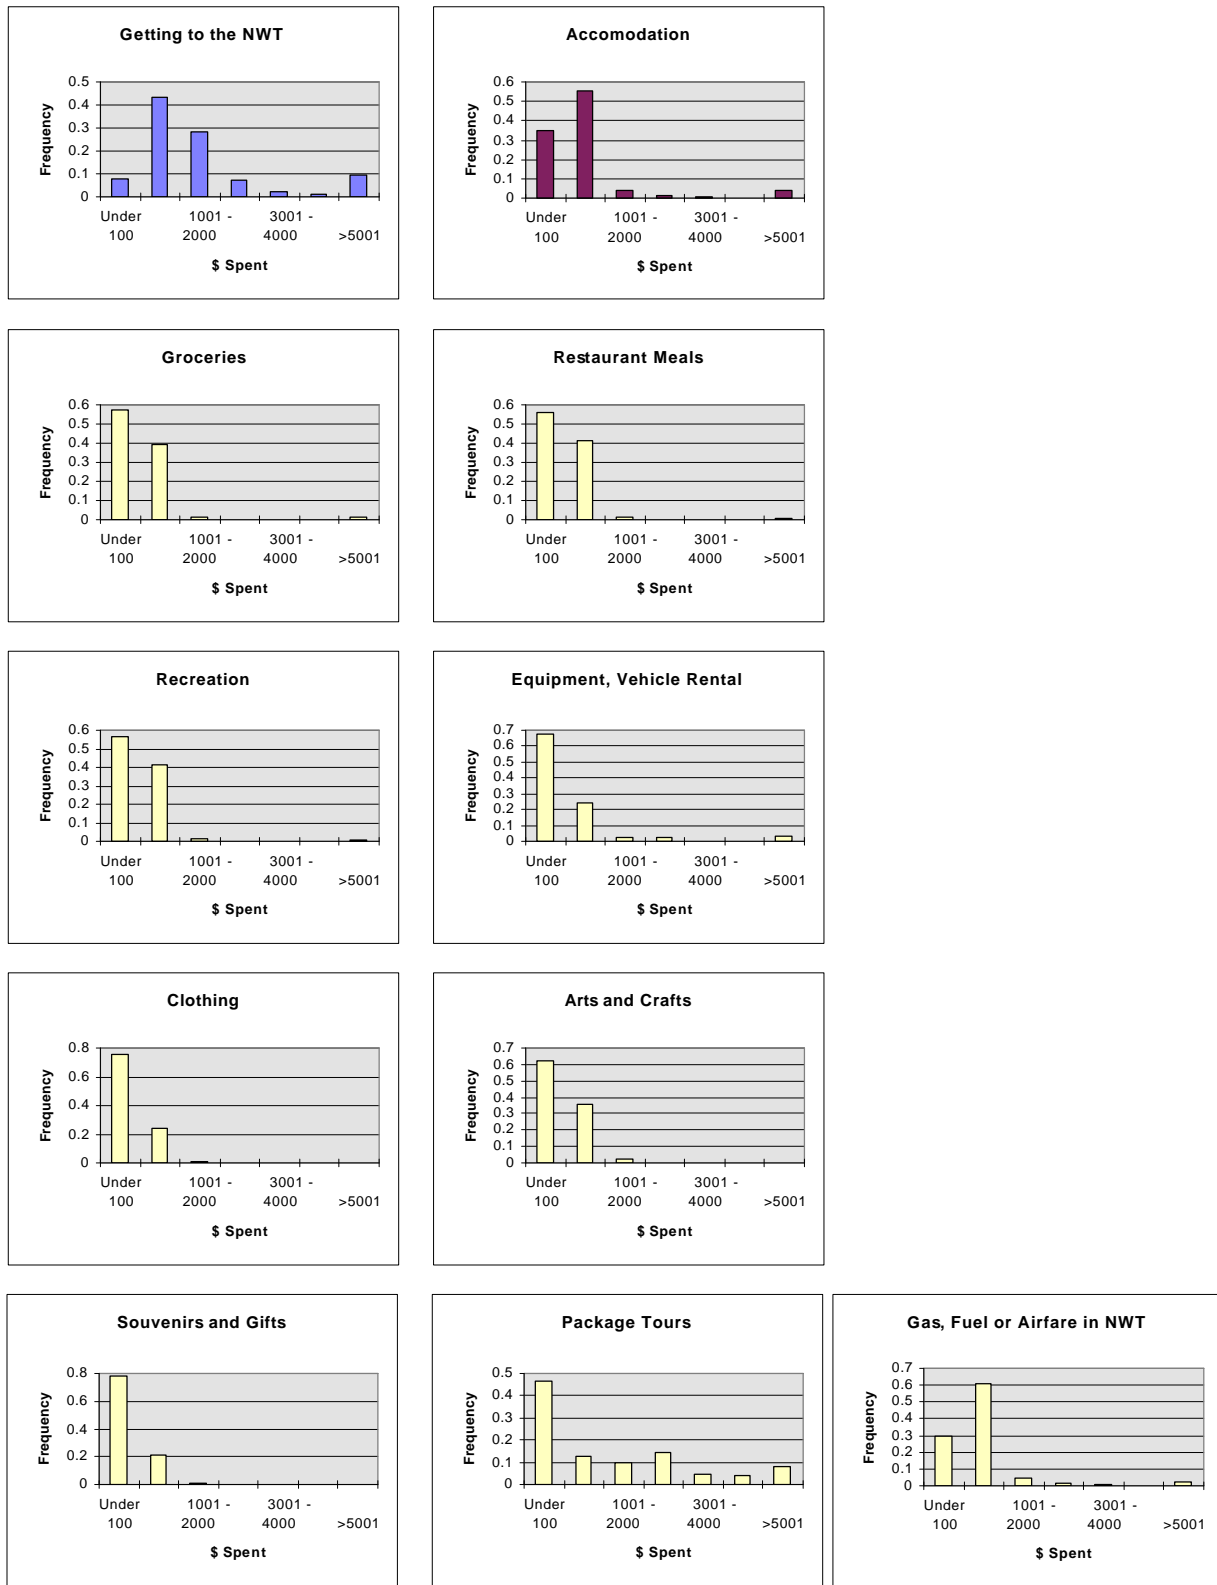 Getting to the NWT
Frequency
0.5
0.4
0.3
0.2
0.1
0
Under 1001 - 3001 -
100 2000 4000 >5001
$ Spent
Accomodation
Frequency
0.6
0.5
0.4
0.3
0.2
0.1
0
Under 1001 - 3001 -
100 2000 4000 >5001
$ Spent
Groceries
Frequency
0.6
0.5
0.4
0.3
0.2
0.1
0
Under 1001 - 3001 -
100 2000 4000 >5001
$ Spent
Restaurant Meals
Frequency
0.6
0.5
0.4
0.3
0.2
0.1
0
Under 1001 - 3001 -
100 2000 4000 >5001
$ Spent
Recreation
Frequency
0.6
0.5
0.4
0.3
0.2
0.1
0
Under 1001 - 3001 -
100 2000 4000 >5001
$ Spent
Equipment, Vehicle Rental
Frequency
0.7
0.6
0.5
0.4
0.3
0.2
0.1
0
Under 1001 - 3001 -
100 2000 4000 >5001
$ Spent
Clothing
Frequency
0.8
0.6
0.4
0.2
0
Under 1001 - 3001 -
100 2000 4000 >5001
$ Spent
Arts and Crafts
Frequency
0.7
0.6
0.5
0.4
0.3
0.2
0.1
0
Under 1001 - 3001 -
100 2000 4000 >5001
$ Spent
Souvenirs and Gifts
Frequency
0.8
0.6
0.4
0.2
0
Under 1001 - 3001 -
100 2000 4000 >5001
$ Spent
Package Tours
Frequency
0.5
0.4
0.3
0.2
0.1
0
Under 1001 - 3001 -
100 2000 4000 >5001
$ Spent
Gas, Fuel or Airfare in NWT
Frequency
0.7
0.6
0.5
0.4
0.3
0.2
0.1
0
Under 1001 - 3001 -
100 2000 4000 >5001
$ Spent